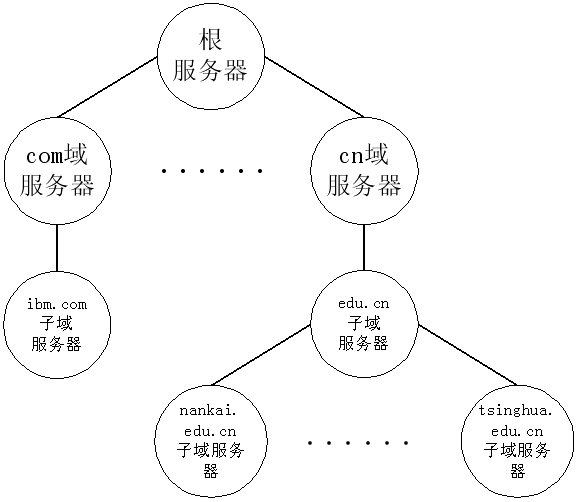 根
服务器
com域
服务器
······
cn域
服务器
ibm.com
子域
服务器
edu.cn
子域
服务器
nankai.
edu.cn
子域服务
器
·······
tsinghua.
edu.cn
子域服务
器